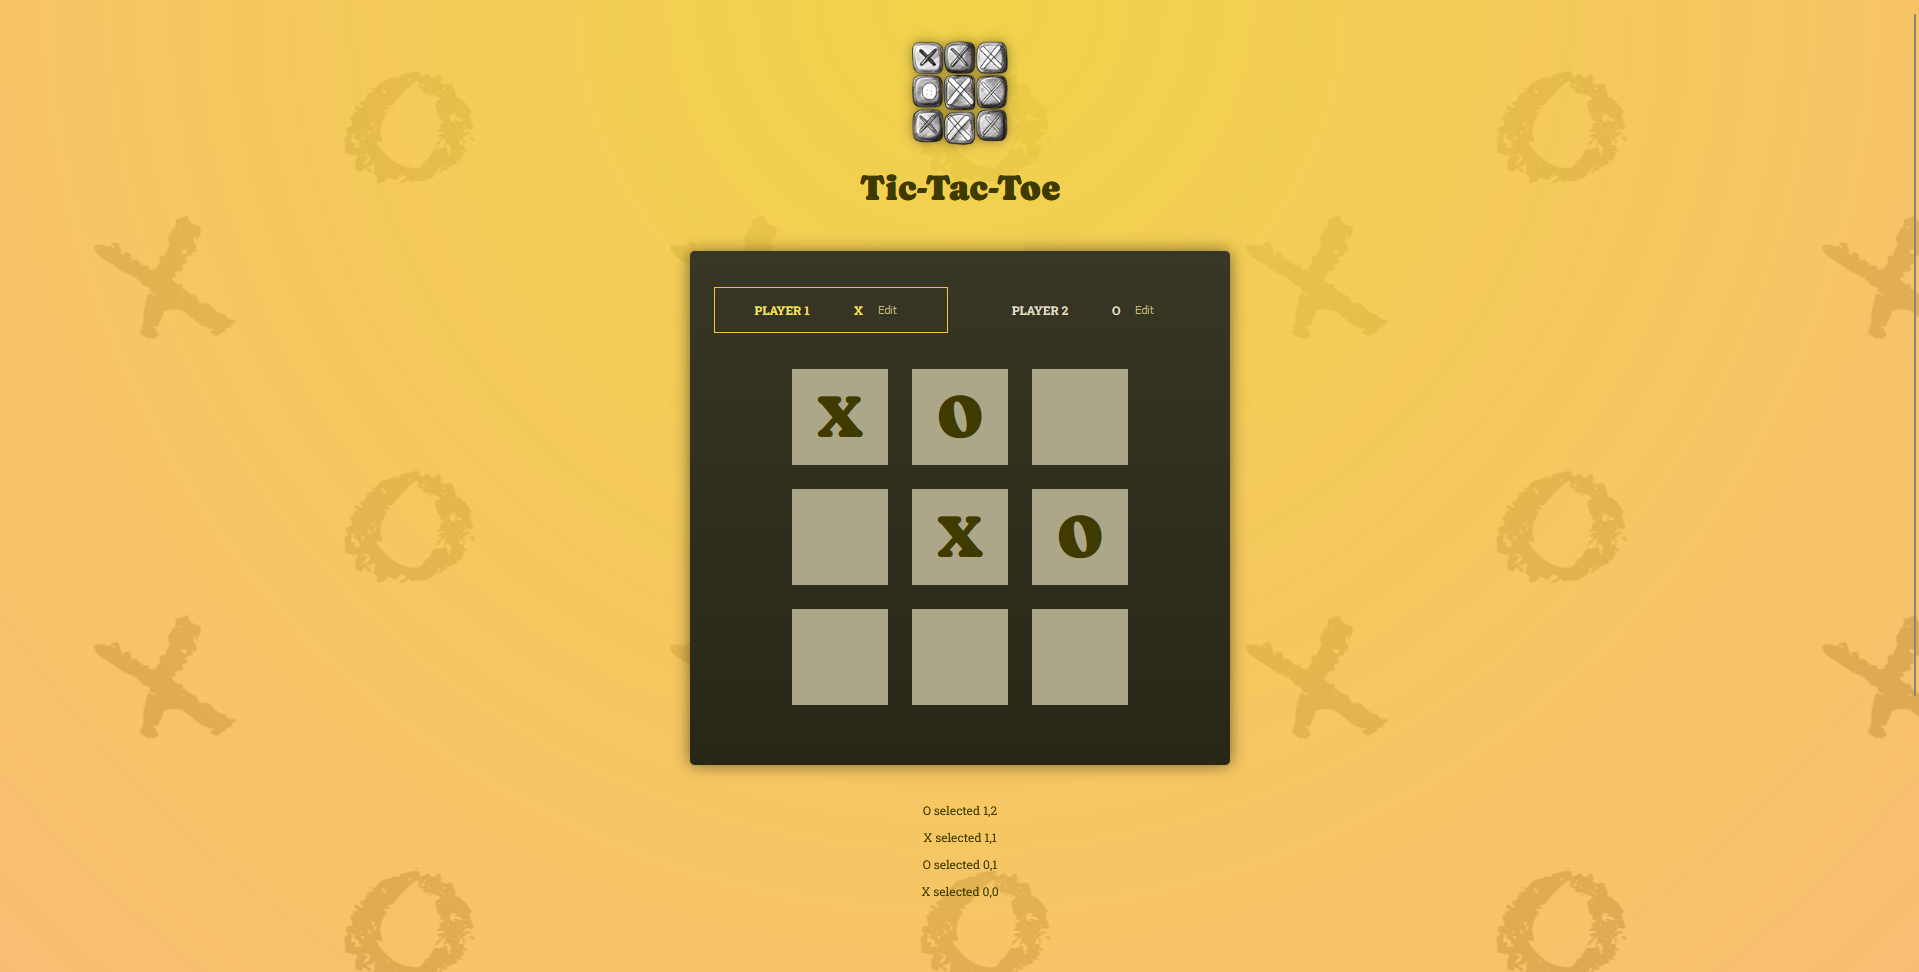 Tic-Tac-Toe
PLAYER 1 X Edit PLAYER 2 O Edit
X O
X O
O selected 1,2
X selected 1,1
O selected 0,1
X selected 0,0